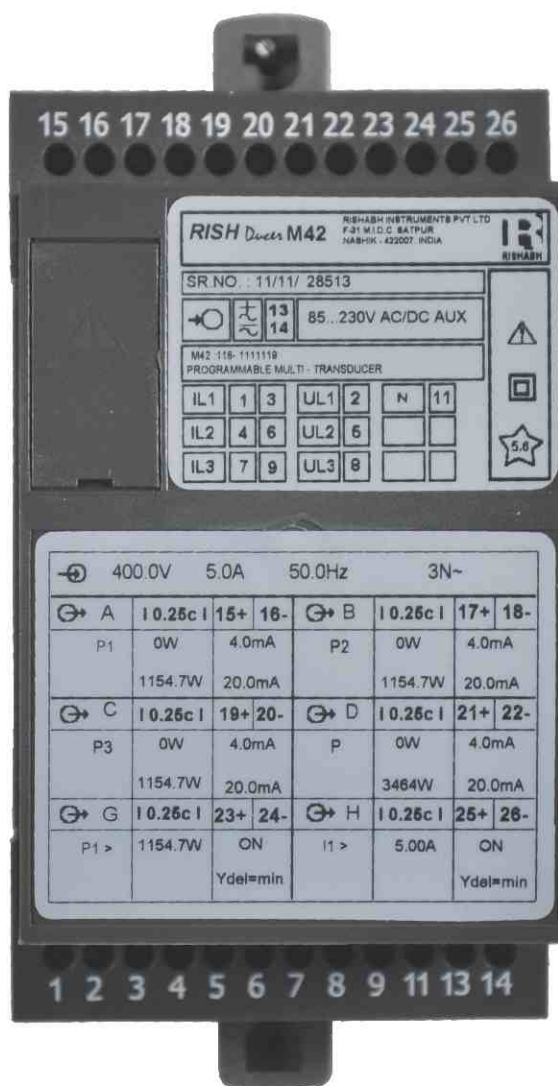 15 16 17 18 19 20 21 22 23 24 25 26
RISH Ducer M42
RISHABH INSTRUMENTS PVT LTD
F-31 M.I.D.C SATPUR
NASHIK - 422007. INDIA
R
RISHABH
SR.NO. : 11/11/ 28513
13
14
85...230V AC/DC AUX
M42 :116- 1111119
PROGRAMMABLE MULTI - TRANSDUCER
IL1 1 3 UL1 2 N 11
IL2 4 6 UL2 5
IL3 7 9 UL3 8
5.6
400.0V 5.0A 50.0Hz 3N~
A I 0.25c I 15+ 16- B I 0.25c I 17+ 18-
P1 0W 4.0mA P2 0W 4.0mA
1154.7W 20.0mA 1154.7W 20.0mA
C I 0.25c I 19+ 20- D I 0.25c I 21+ 22-
P3 0W 4.0mA P 0W 4.0mA
1154.7W 20.0mA 3464W 20.0mA
G I 0.25c I 23+ 24- H I 0.25c I 25+ 26-
P1 > 1154.7W ON I1 > 5.00A ON
Ydel=min Ydel=min
1 2 3 4 5 6 7 8 9 11 13 14